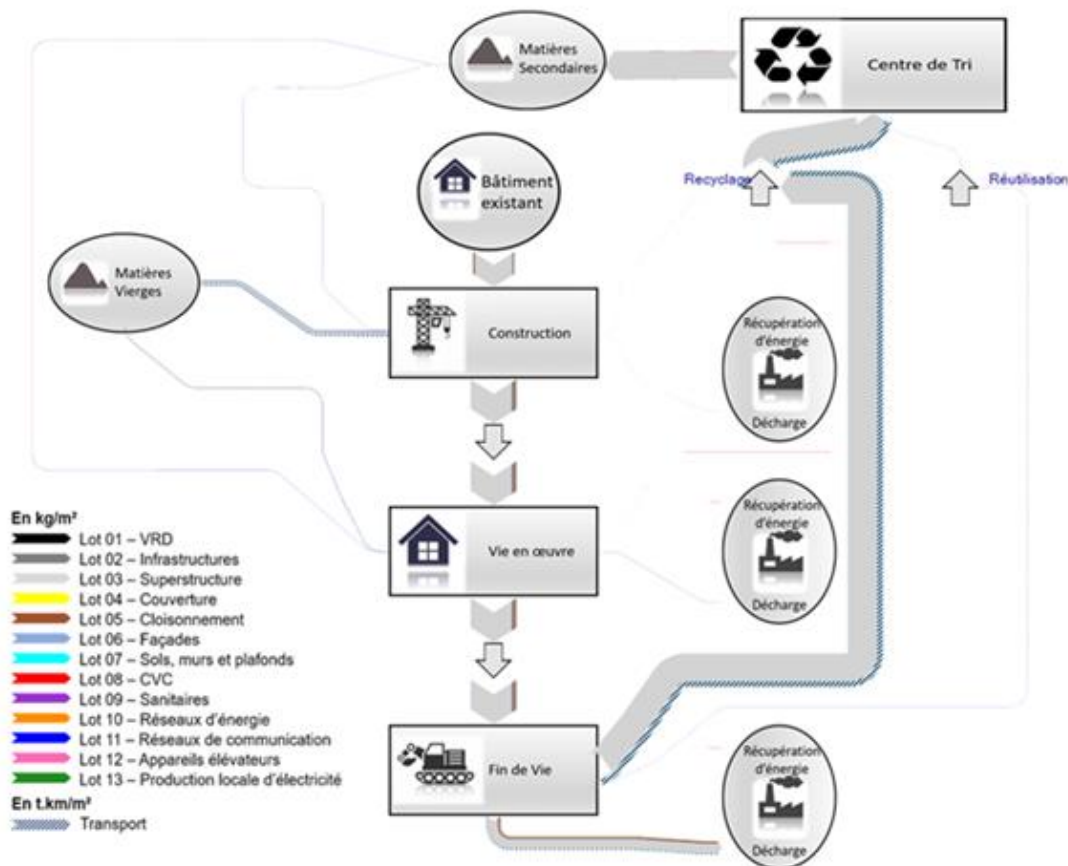 Matières
Secondaires
Centre de Tri
Bâtiment
existant
Recyclage
Réutilisation
Matières
Vierges
Construction
Récupération
d'énergie
Décharge
Vie en œuvre
Récupération
d'énergie
Décharge
En kg/m²
Lot 01 – VRD
Lot 02 – Infrastructures
Lot 03 – Superstructure
Lot 04 – Couverture
Lot 05 – Cloisonnement
Lot 06 – Façades
Lot 07 – Sols, murs et plafonds
Lot 08 – CVC
Lot 09 – Sanitaires
Lot 10 – Réseaux d'énergie
Lot 11 – Réseaux de communication
Lot 12 – Appareils élévateurs
Lot 13 – Production locale d'électricité
En t.km/m²
Transport
Fin de Vie
Récupération
d'énergie
Décharge